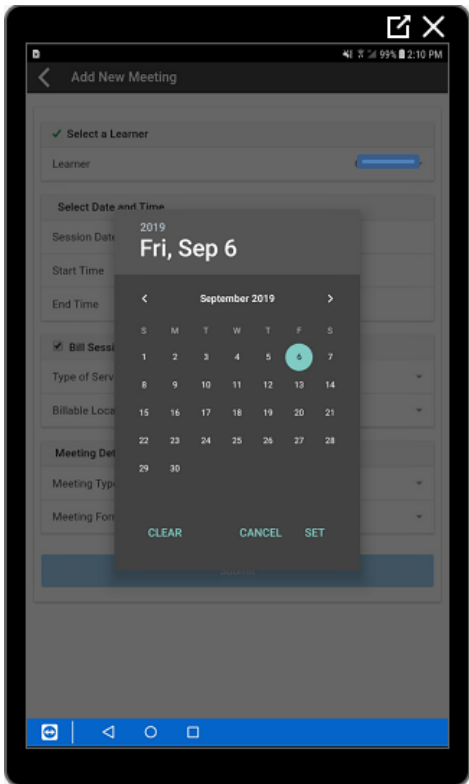 99% 2:10 PM
Add New Meeting
Select a Learner
Learner
Select Date and Time
Session Date
Start Time
End Time
2019
Fri, Sep 6
September 2019
S M T W T F S
1 2 3 4 5 6 7
8 9 10 11 12 13 14
15 16 17 18 19 20 21
22 23 24 25 26 27 28
29 30
CLEAR CANCEL SET
Bill Sessi
Type of Serv
Billable Loca
Meeting Det
Meeting Type
Meeting For